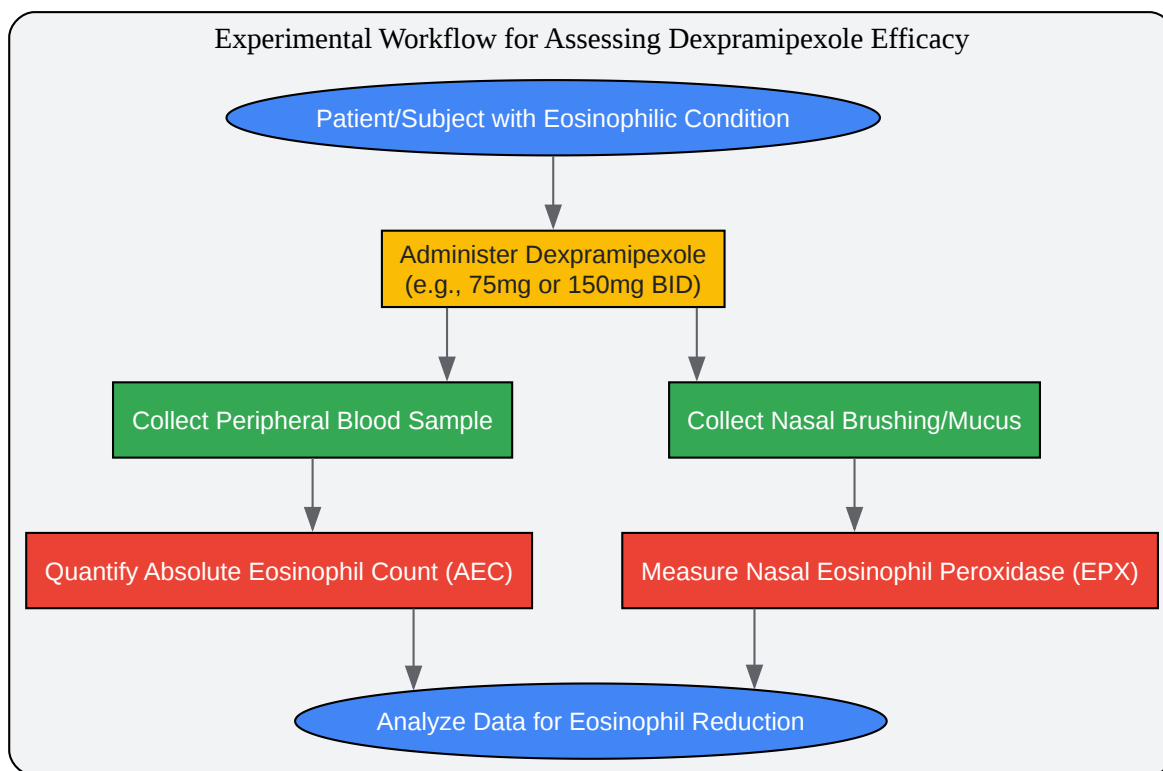 Experimental Workflow for Assessing Dexpramipexole Efficacy
Patient/Subject with Eosinophilic Condition
Administer Dexpramipexole
(e.g., 75mg or 150mg BID)
Collect Peripheral Blood Sample
Collect Nasal Brushing/Mucus
Quantify Absolute Eosinophil Count (AEC)
Measure Nasal Eosinophil Peroxidase (EPX)
Analyze Data for Eosinophil Reduction